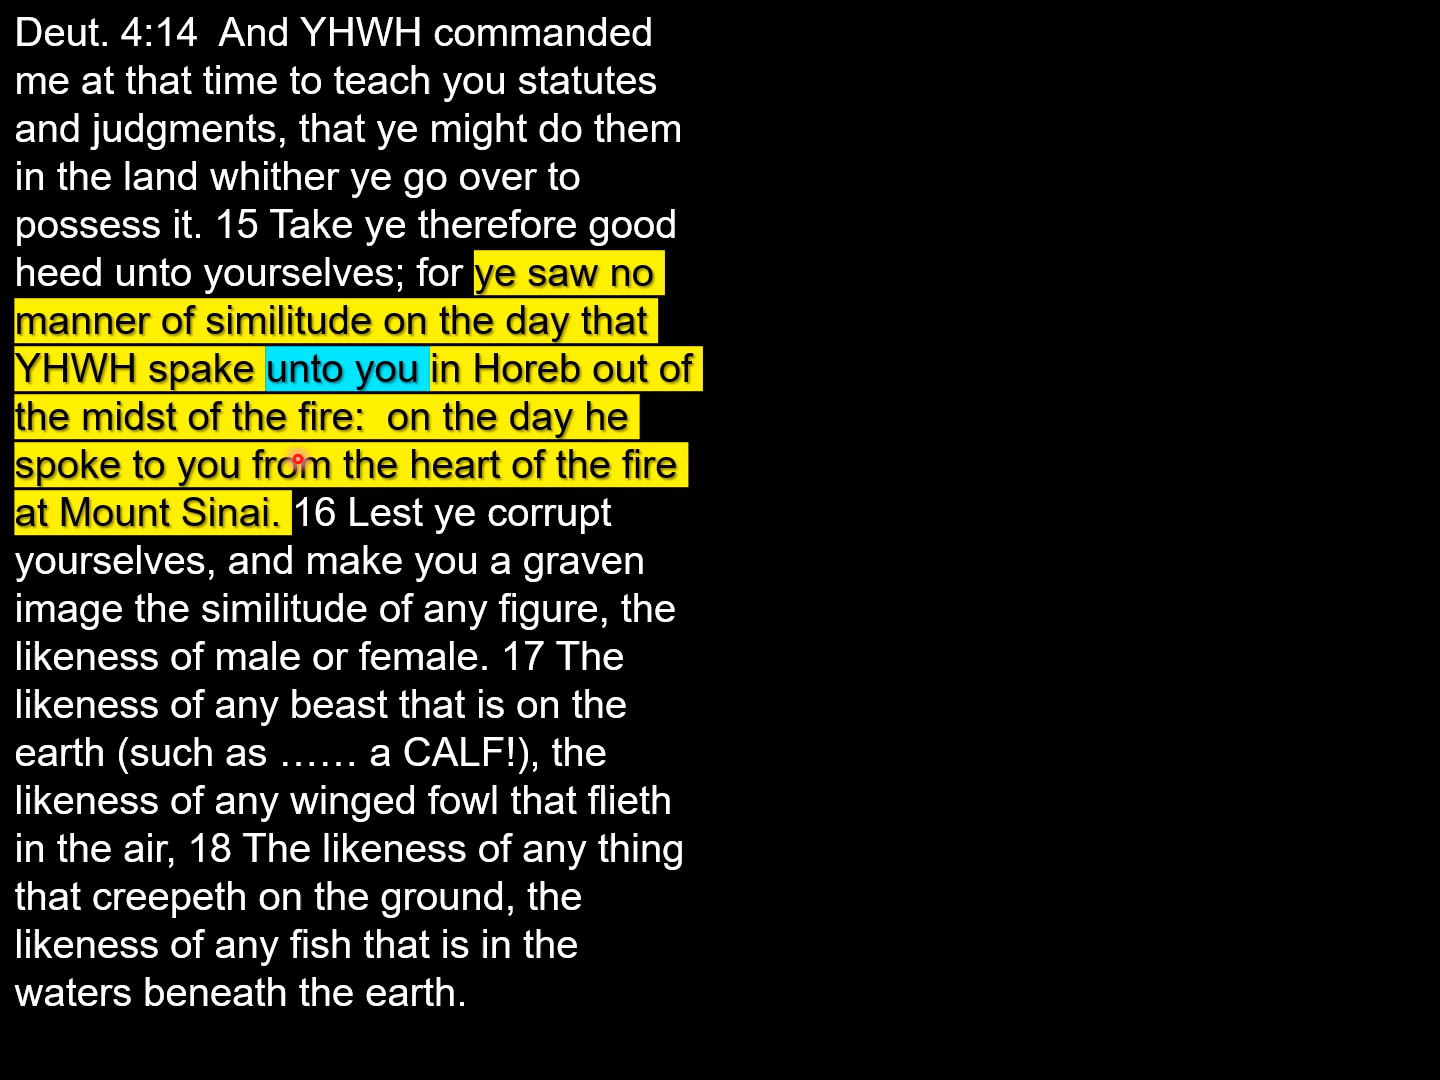 Deut. 4:14  And YHWH commanded
me at that time to teach you statutes
and judgments, that ye might do them
in the land whither ye go over to
possess it. 15 Take ye therefore good
heed unto yourselves; for ye saw no
manner of similitude on the day that
YHWH spake unto you in Horeb out of
the midst of the fire:  on the day he
spoke to you from the heart of the fire
at Mount Sinai. 16 Lest ye corrupt
yourselves, and make you a graven
image the similitude of any figure, the
likeness of male or female. 17 The
likeness of any beast that is on the
earth (such as …… a CALF!), the
likeness of any winged fowl that flieth
in the air, 18 The likeness of any thing
that creepeth on the ground, the
likeness of any fish that is in the
waters beneath the earth.